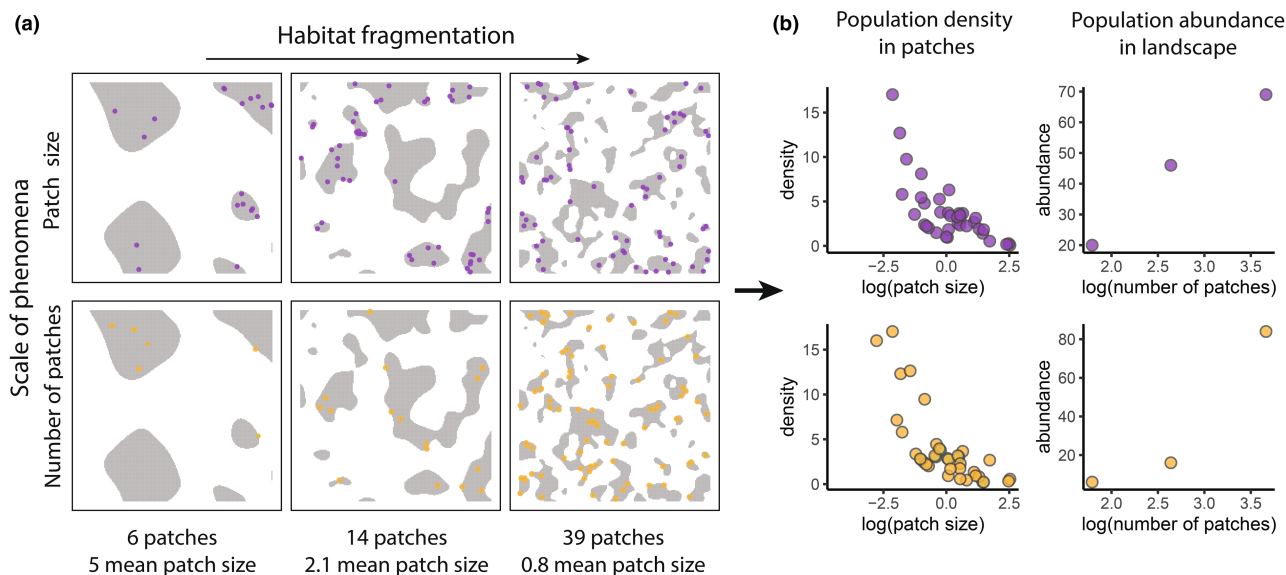 (a)
Habitat fragmentation
Scale of phenomena
Patch size
Number of patches
6 patches
5 mean patch size
14 patches
2.1 mean patch size
39 patches
0.8 mean patch size
(b)
Population density
in patches
Population abundance
in landscape
density
15
10
5
0
−2.5
0.0
2.5
log(patch size)
abundance
70
60
50
40
30
20
2.0
2.5
3.0
3.5
log(number of patches)
density
15
10
5
0
−2.5
0.0
2.5
log(patch size)
abundance
80
60
40
20
2.0
2.5
3.0
3.5
log(number of patches)